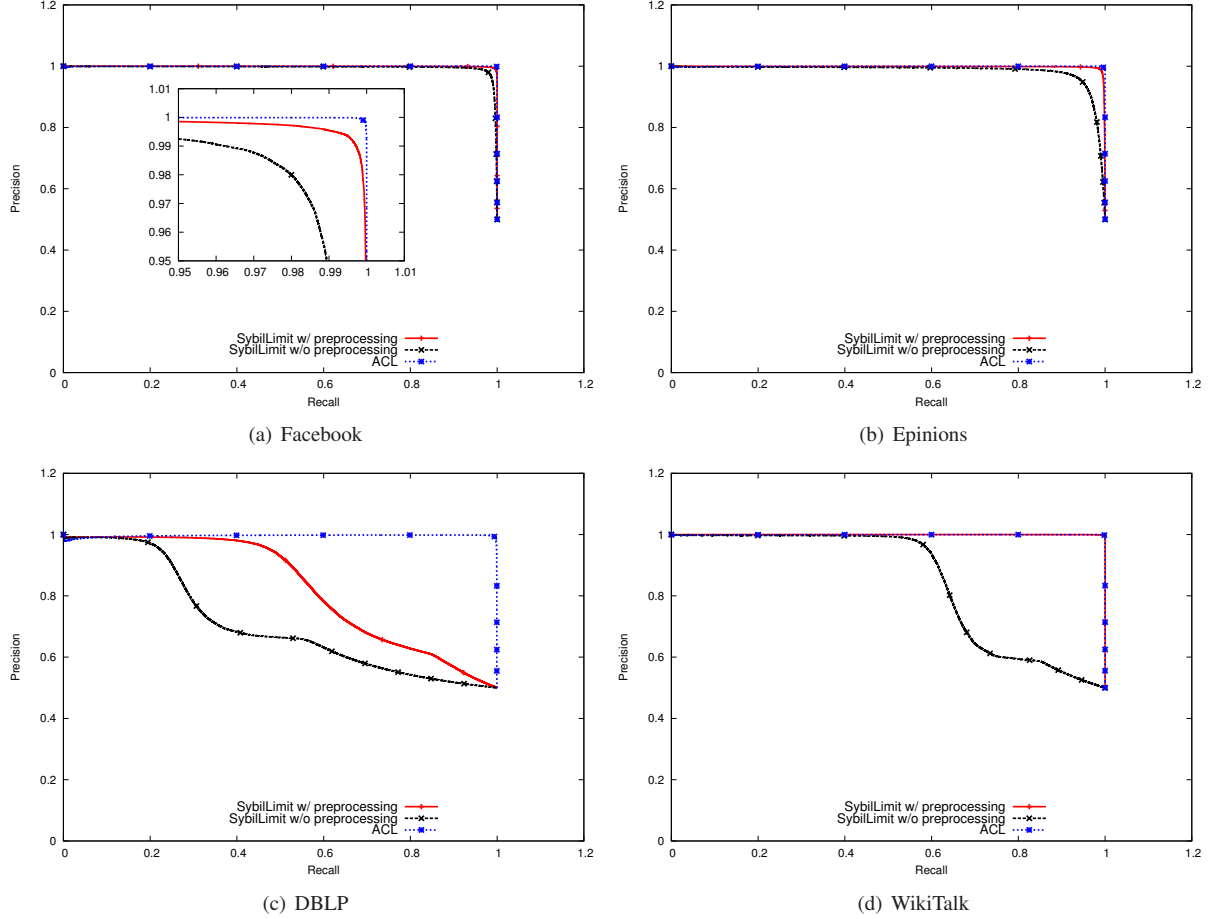 1.2
1
0.8
0.6
0.4
0.2
0
Precision
1.01
1
0.99
0.98
0.97
0.96
0.95
0.95 0.96 0.97 0.98 0.99 1 1.01
SybilLimit w/ preprocessing
SybilLimit w/o preprocessing
ACL
0 0.2 0.4 0.6 0.8 1 1.2
Recall
(a) Facebook
1.2
1
0.8
0.6
0.4
0.2
0
Precision
SybilLimit w/ preprocessing
SybilLimit w/o preprocessing
ACL
0 0.2 0.4 0.6 0.8 1 1.2
Recall
(b) Epinions
1.2
1
0.8
0.6
0.4
0.2
0
Precision
SybilLimit w/ preprocessing
SybilLimit w/o preprocessing
ACL
0 0.2 0.4 0.6 0.8 1 1.2
Recall
(c) DBLP
1.2
1
0.8
0.6
0.4
0.2
0
Precision
SybilLimit w/ preprocessing
SybilLimit w/o preprocessing
ACL
0 0.2 0.4 0.6 0.8 1 1.2
Recall
(d) WikiTalk